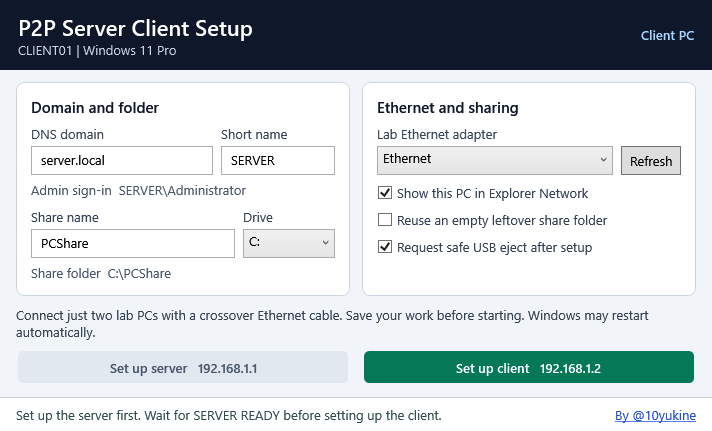 P2P Server Client Setup
CLIENT01 | Windows 11 Pro
Client PC
Domain and folder
DNS domain
Short name
server.local
SERVER
Admin sign-in SERVER\Administrator
Share name
Drive
PCShare
C:
Share folder C:\PCShare
Ethernet and sharing
Lab Ethernet adapter
Ethernet
Refresh
Show this PC in Explorer Network
Reuse an empty leftover share folder
Request safe USB eject after setup
Connect just two lab PCs with a crossover Ethernet cable. Save your work before starting. Windows may restart
automatically.
Set up server 192.168.1.1
Set up client 192.168.1.2
Set up the server first. Wait for SERVER READY before setting up the client.
By @10yukine